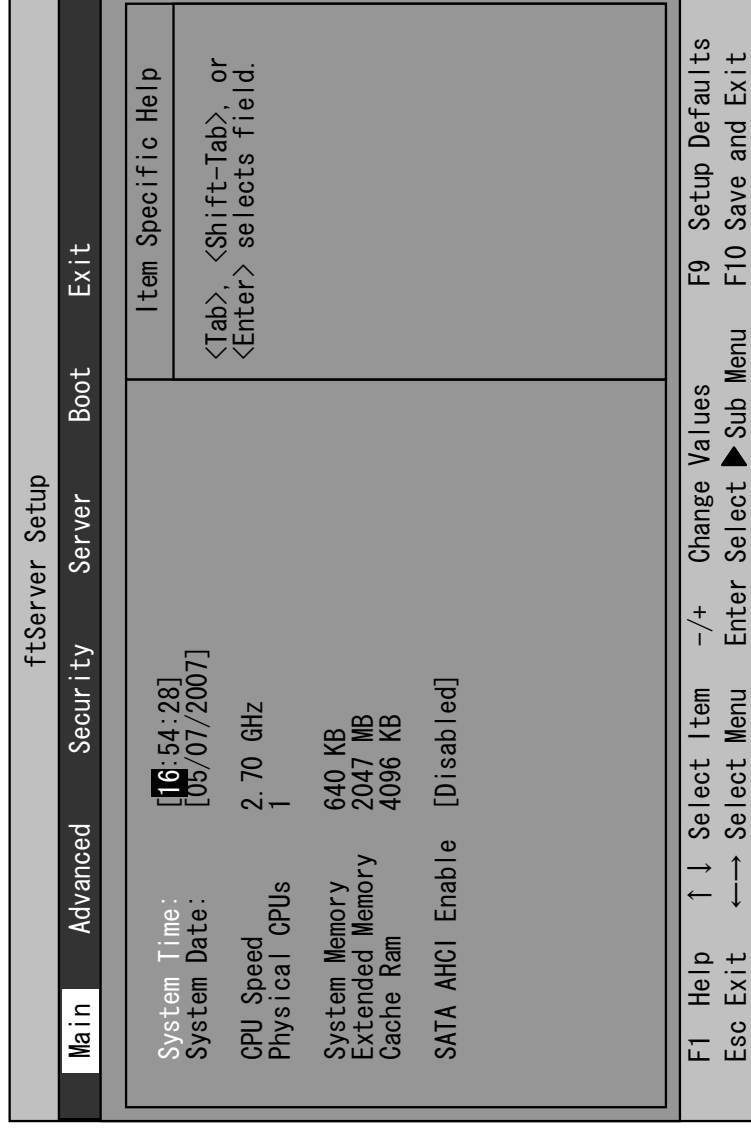 ftServer Setup
Main Advanced Security Server Boot Exit
System Time: [16:54:28]
System Date: [05/07/2007]
CPU Speed 2.70 GHz
Physical CPUs 1
System Memory 640 KB
Extended Memory 2047 MB
Cache Ram 4096 KB
SATA AHCI Enable [Disabled]
Item Specific Help
<Tab>, <Shift-Tab>, or
<Enter> selects field.
F1 Help ↑↓ Select Item -/+ Change Values F9 Setup Defaults
Esc Exit ←→ Select Menu Enter Select ▶Sub Menu F10 Save and Exit